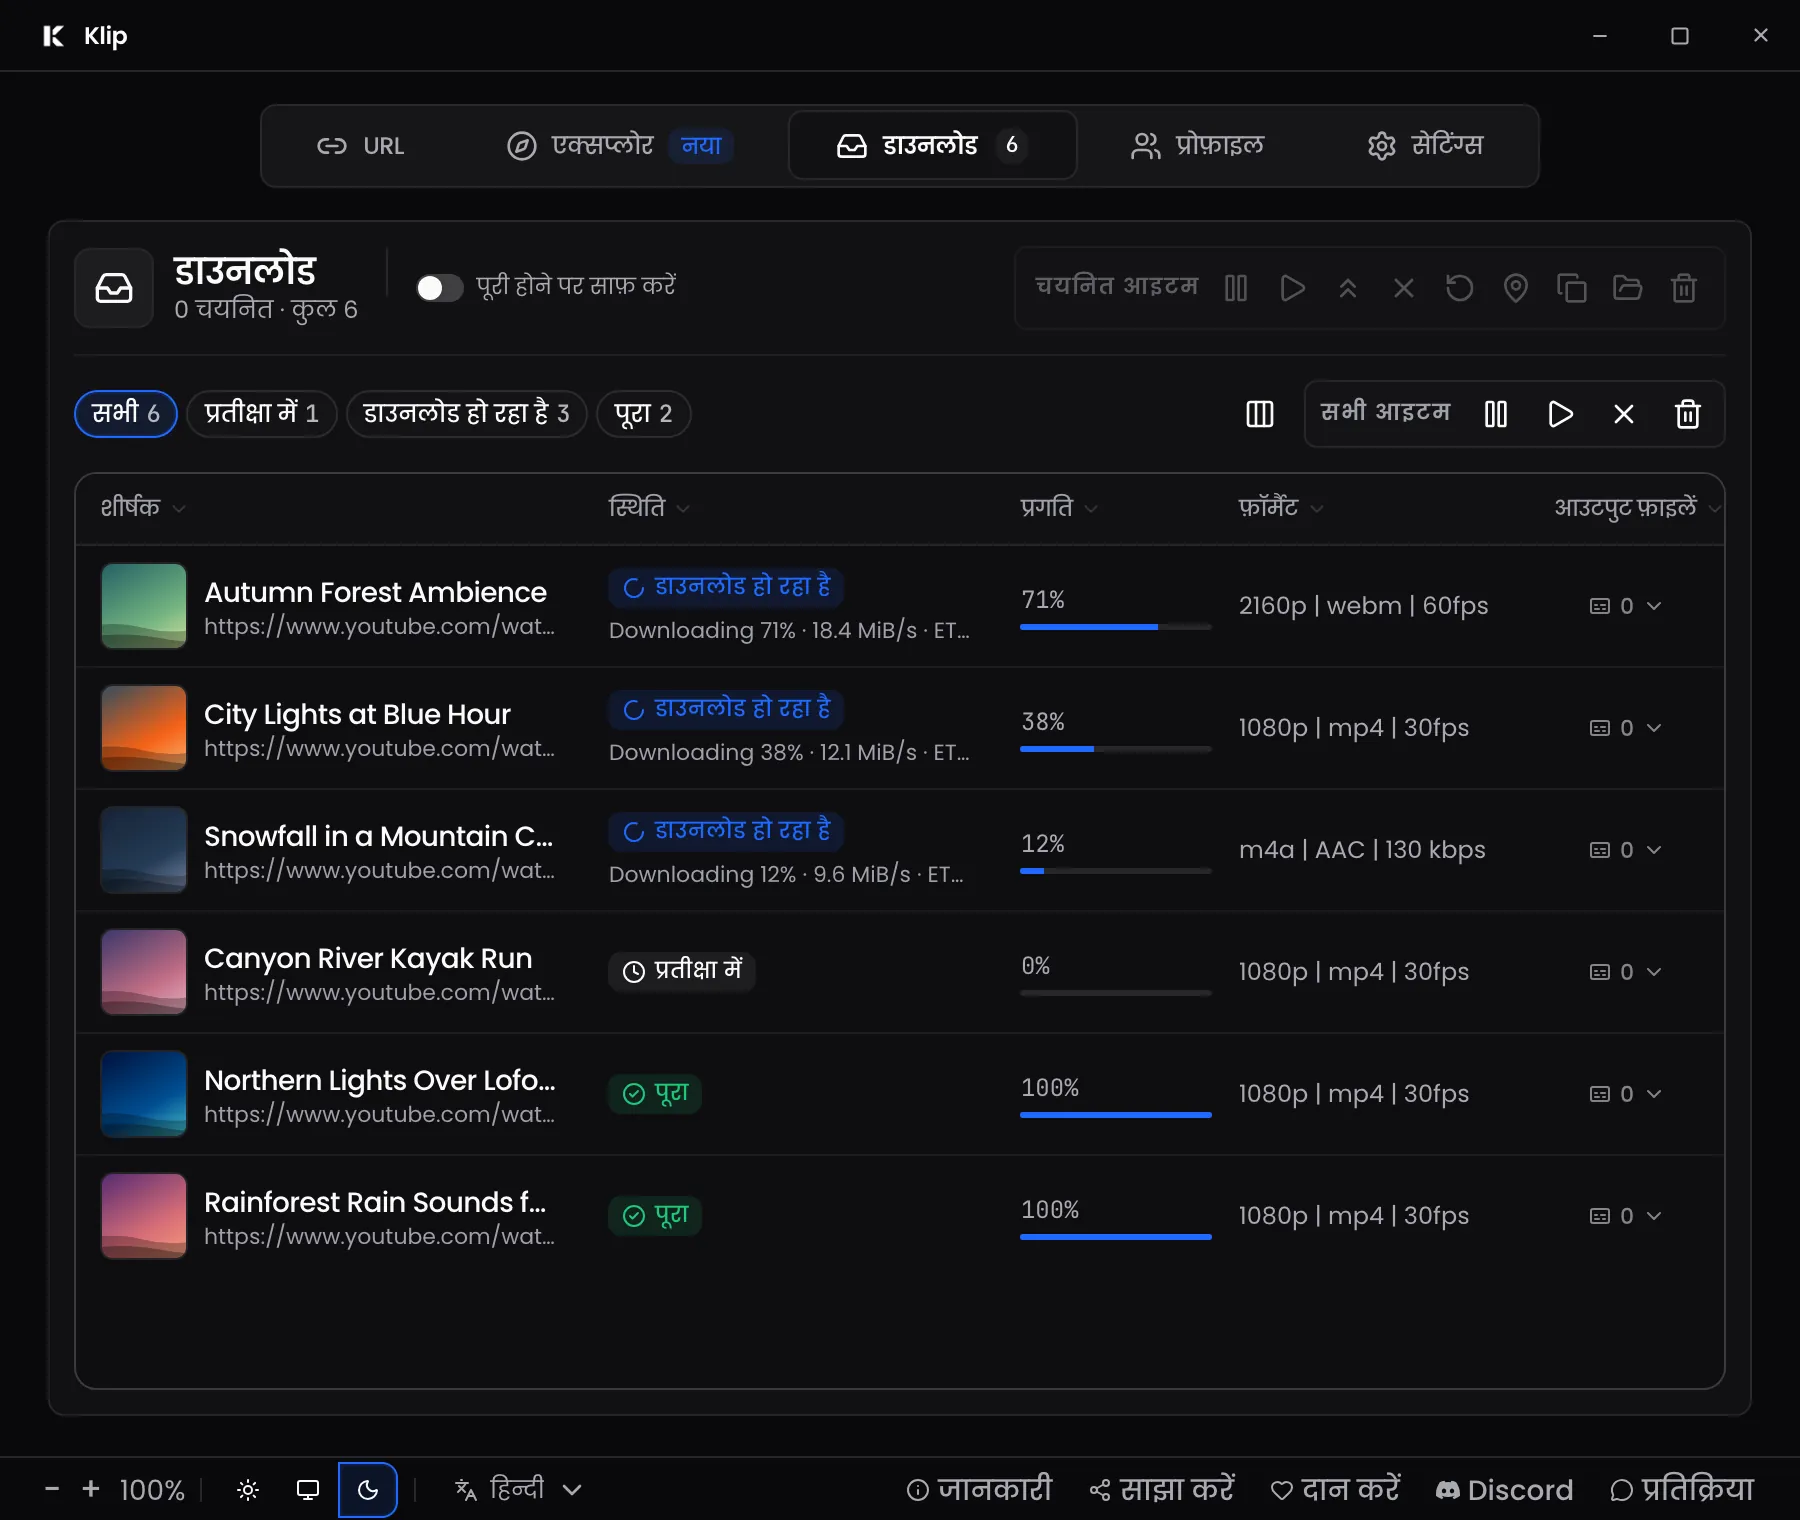 Klip
URL
एक्सप्लोर नया
डाउनलोड 6
प्रोफ़ाइल
सेटिंग्स
डाउनलोड
0 चयनित · कुल 6
पूरी होने पर साफ़ करें
चयनित आइटम
सभी 6
प्रतीक्षा में 1
डाउनलोड हो रहा है 3
पूरा 2
सभी आइटम
शीर्षक
स्थिति
प्रगति
फ़ॉर्मैट
आउटपुट फ़ाइलें
Autumn Forest Ambience
https://www.youtube.com/wat...
डाउनलोड हो रहा है
Downloading 71% · 18.4 MiB/s · ET...
71%
2160p | webm | 60fps
0
City Lights at Blue Hour
https://www.youtube.com/wat...
डाउनलोड हो रहा है
Downloading 38% · 12.1 MiB/s · ET...
38%
1080p | mp4 | 30fps
0
Snowfall in a Mountain C...
https://www.youtube.com/wat...
डाउनलोड हो रहा है
Downloading 12% · 9.6 MiB/s · ET...
12%
m4a | AAC | 130 kbps
0
Canyon River Kayak Run
https://www.youtube.com/wat...
प्रतीक्षा में
0%
1080p | mp4 | 30fps
0
Northern Lights Over Lofo...
https://www.youtube.com/wat...
पूरा
100%
1080p | mp4 | 30fps
0
Rainforest Rain Sounds f...
https://www.youtube.com/wat...
पूरा
100%
1080p | mp4 | 30fps
0
100%
हिन्दी
जानकारी
साझा करें
दान करें
Discord
प्रतिक्रिया